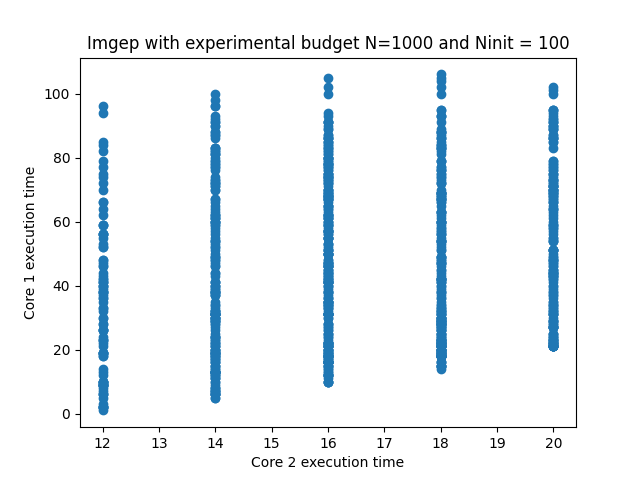 Imgep with experimental budget N=1000 and Ninit = 100
100
80
60
40
20
0
Core 1 execution time
12 13 14 15 16 17 18 19 20
Core 2 execution time